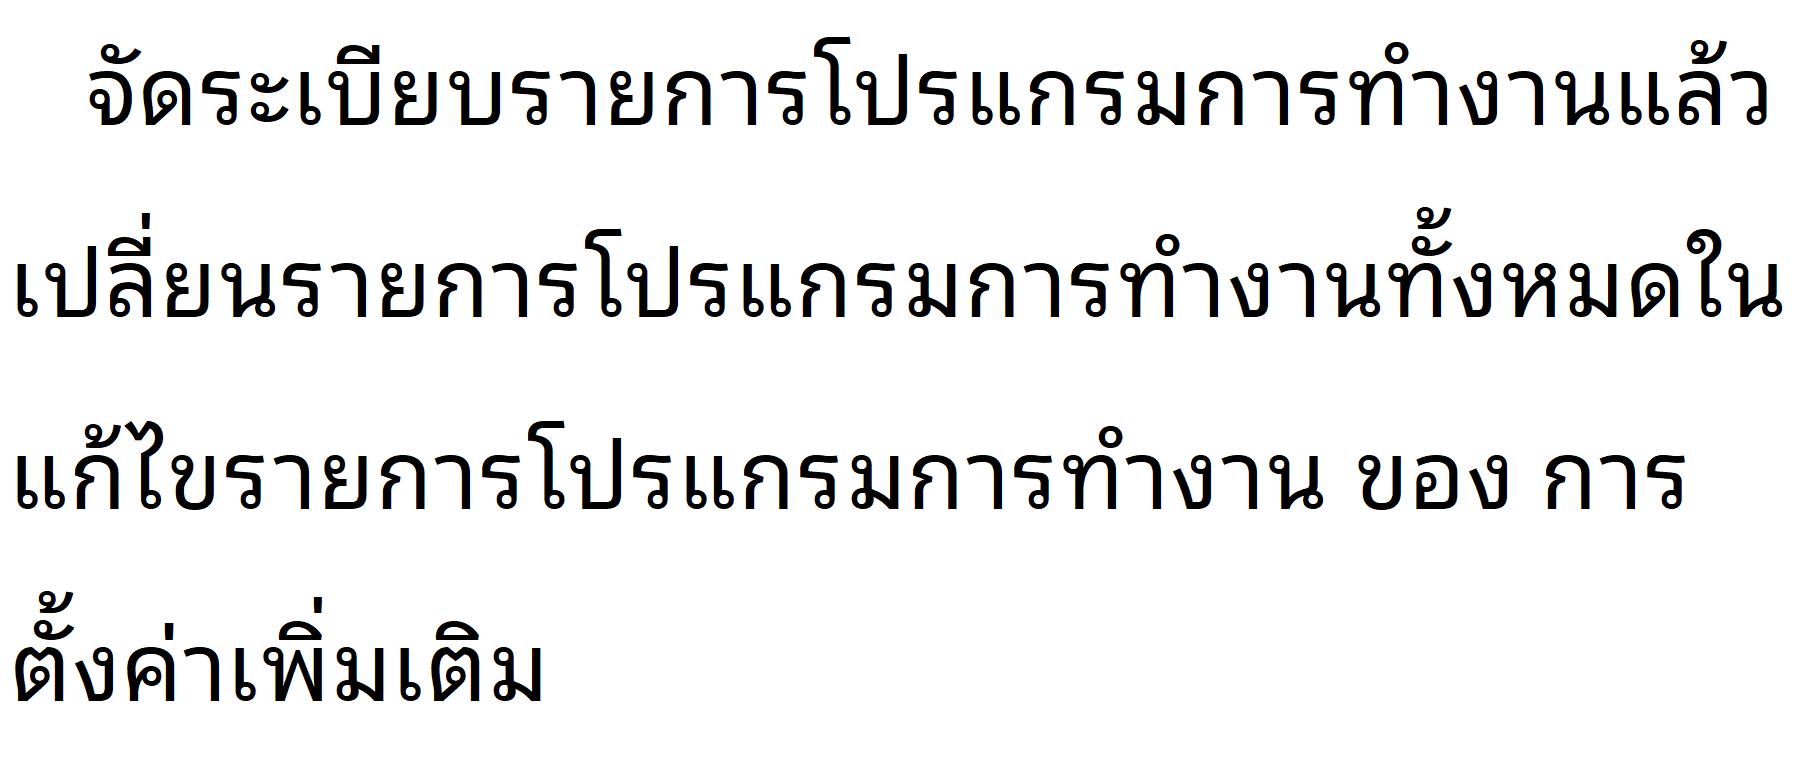 จัดระเบียบรายการโปรแกรมการทำงานแล้ว
เปลี่ยนรายการโปรแกรมการทำงานทั้งหมดใน
แก้ไขรายการโปรแกรมการทำงาน ของ การ
ตั้งค่าเพิ่มเติม